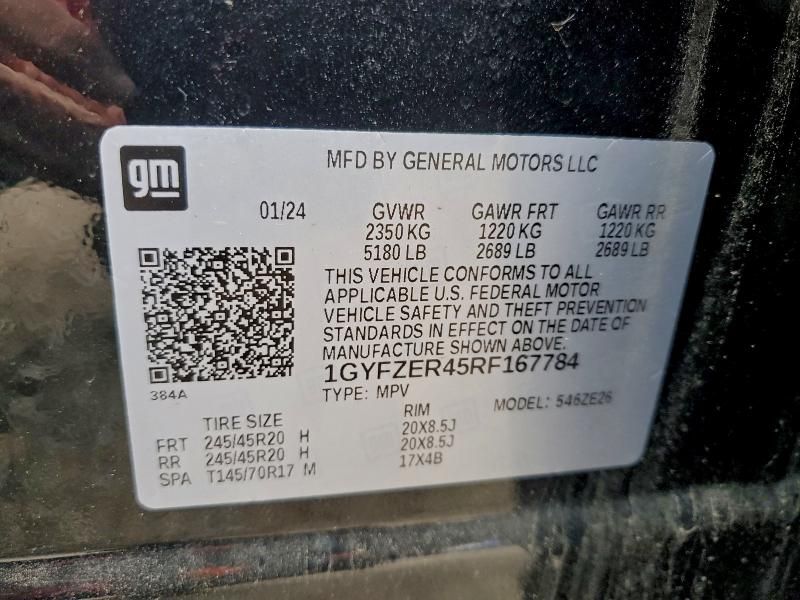 gm
MFD BY GENERAL MOTORS LLC
01/24 GVWR GAWR FRT GAWR RR
2350 KG 1220 KG 1220 KG
5180 LB 2689 LB 2689 LB
THIS VEHICLE CONFORMS TO ALL
APPLICABLE U.S. FEDERAL MOTOR
VEHICLE SAFETY AND THEFT PREVENTION
STANDARDS IN EFFECT ON THE DATE OF
MANUFACTURE SHOWN ABOVE.
1GYFZER45RF167784
384A
TYPE: MPV MODEL: 546ZE26
TIRE SIZE RIM
FRT 245/45R20 H 20X8.5J
RR 245/45R20 H 20X8.5J
SPA T145/70R17 M 17X4B